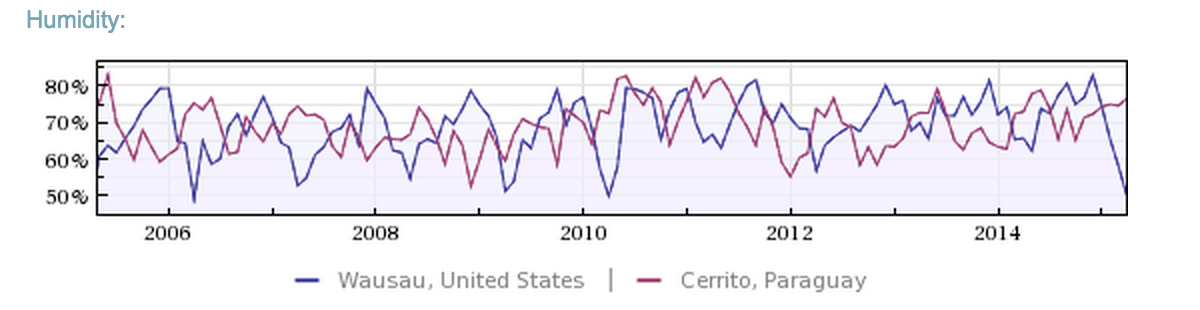 Humidity:
80%
70%
60%
50%
2006 2008 2010 2012 2014
Wausau, United States | Cerrito, Paraguay